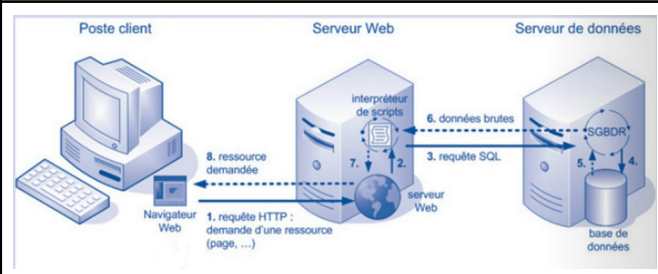 Poste client
Serveur Web
Serveur de données
interpréteur
de scripts
6. données brutes
SGBDR
8. ressource
demandée
7.
2.
3. requête SQL
5.
4.
Navigateur
Web
1. requête HTTP :
demande d'une ressource
(page, ...)
serveur
Web
base de
données